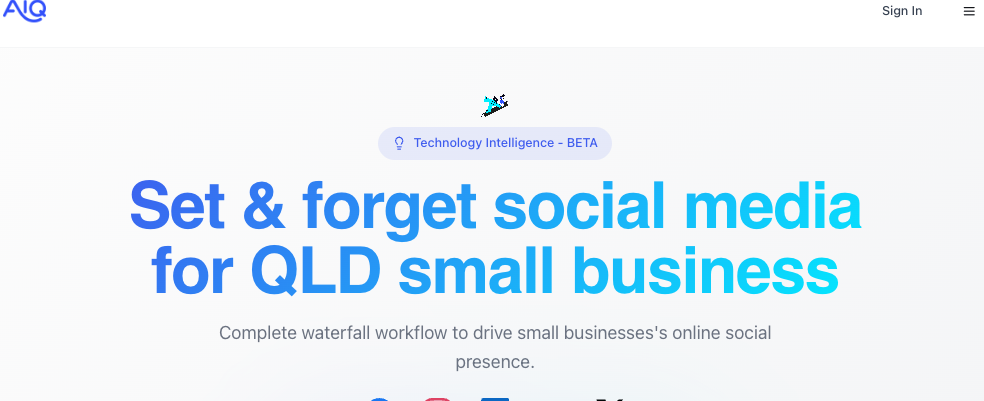 AIQ
Sign In
Technology Intelligence - BETA
Set & forget social media
for QLD small business
Complete waterfall workflow to drive small businesses's online social
presence.